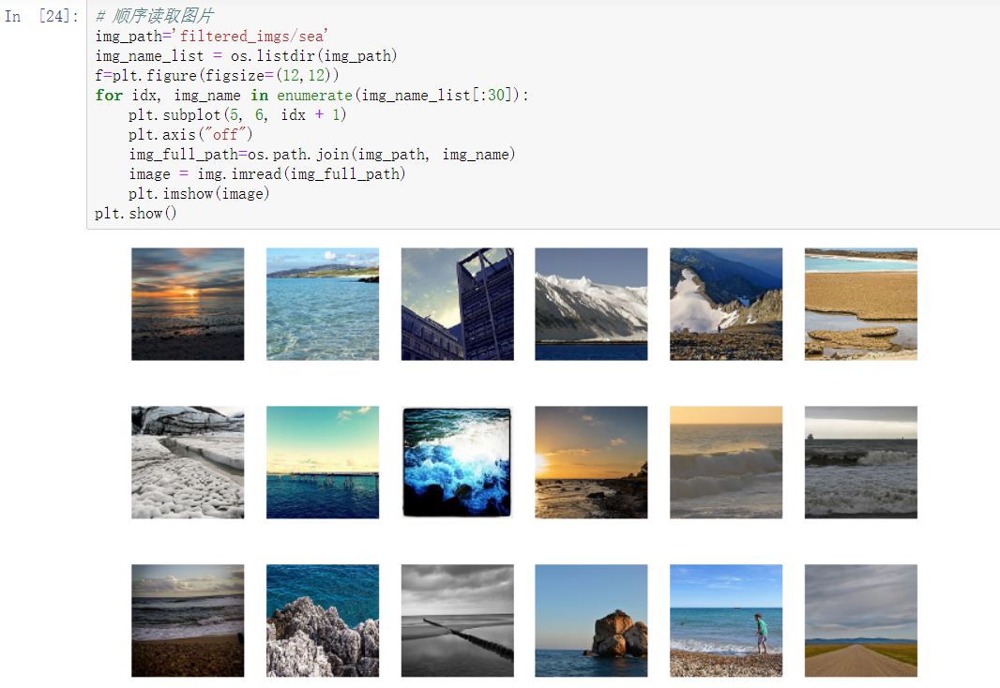 In [24]:
# 顺序读取图片
img_path='filtered_imgs/sea'
img_name_list = os.listdir(img_path)
f=plt.figure(figsize=(12,12))
for idx, img_name in enumerate(img_name_list[:30]):
    plt.subplot(5, 6, idx + 1)
    plt.axis("off")
    img_full_path=os.path.join(img_path, img_name)
    image = img.imread(img_full_path)
    plt.imshow(image)
plt.show()